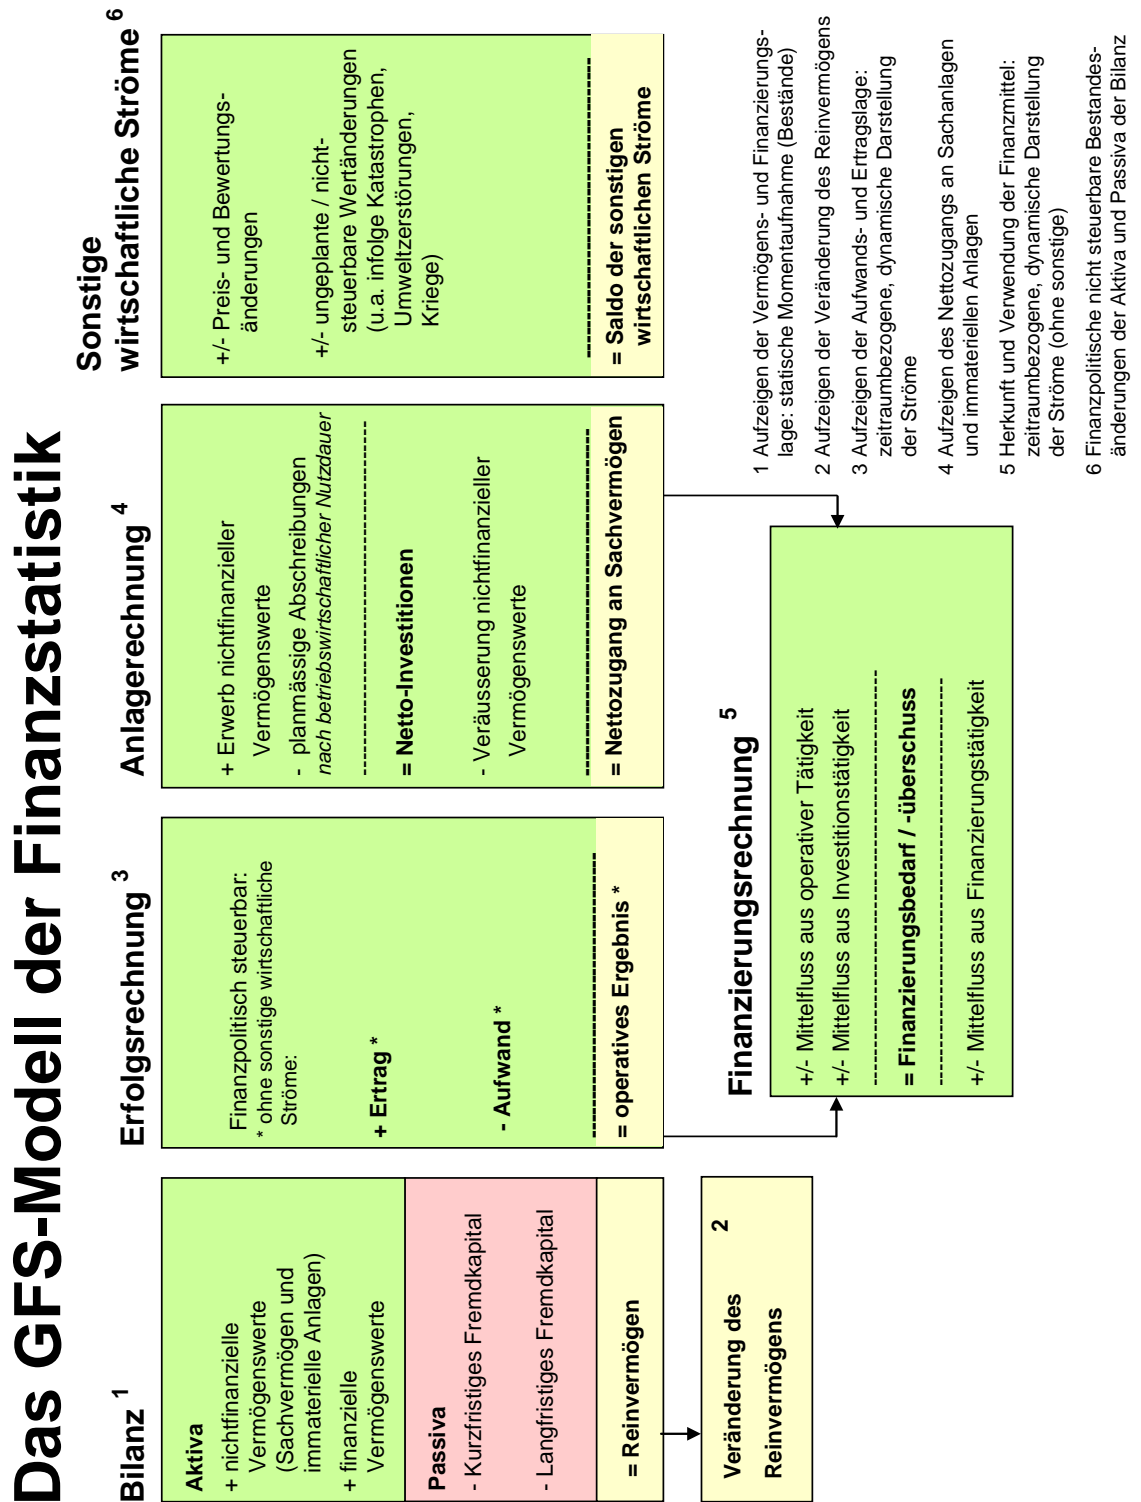 Das GFS-Modell der Finanzstatistik
Bilanz 1
Aktiva
+ nichtfinanzielle
Vermögenswerte
(Sachvermögen und
immaterielle Anlagen)
+ finanzielle
Vermögenswerte
Passiva
- Kurzfristiges Fremdkapital
- Langfristiges Fremdkapital
= Reinvermögen
Veränderung des 2
Reinvermögens
Erfolgsrechnung 3
Finanzpolitisch steuerbar:
* ohne sonstige wirtschaftliche
Ströme:
+ Ertrag *
- Aufwand *
= operatives Ergebnis *
Anlagerechnung 4
+ Erwerb nichtfinanzieller
Vermögenswerte
- planmässige Abschreibungen
nach betriebswirtschaftlicher Nutzdauer
= Netto-Investitionen
- Veräusserung nichtfinanzieller
Vermögenswerte
= Nettozugang an Sachvermögen
Sonstige
wirtschaftliche Ströme 6
+/- Preis- und Bewertungs-
änderungen
+/- ungeplante / nicht-
steuerbare Wertänderungen
(u.a. infolge Katastrophen,
Umweltzerstörungen,
Kriege)
= Saldo der sonstigen
wirtschaftlichen Ströme
Finanzierungsrechnung 5
+/- Mittelfluss aus operativer Tätigkeit
+/- Mittelfluss aus Investitionstätigkeit
= Finanzierungsbedarf / -überschuss
+/- Mittelfluss aus Finanzierungstätigkeit
1 Aufzeigen der Vermögens- und Finanzierungs-
lage: statische Momentaufnahme (Bestände)
2 Aufzeigen der Veränderung des Reinvermögens
3 Aufzeigen der Aufwands- und Ertragslage:
zeitraumbezogene, dynamische Darstellung
der Ströme
4 Aufzeigen des Nettozugangs an Sachanlagen
und immateriellen Anlagen
5 Herkunft und Verwendung der Finanzmittel:
zeitraumbezogene, dynamische Darstellung
der Ströme (ohne sonstige)
6 Finanzpolitische nicht steuerbare Bestandes-
änderungen der Aktiva und Passiva der Bilanz